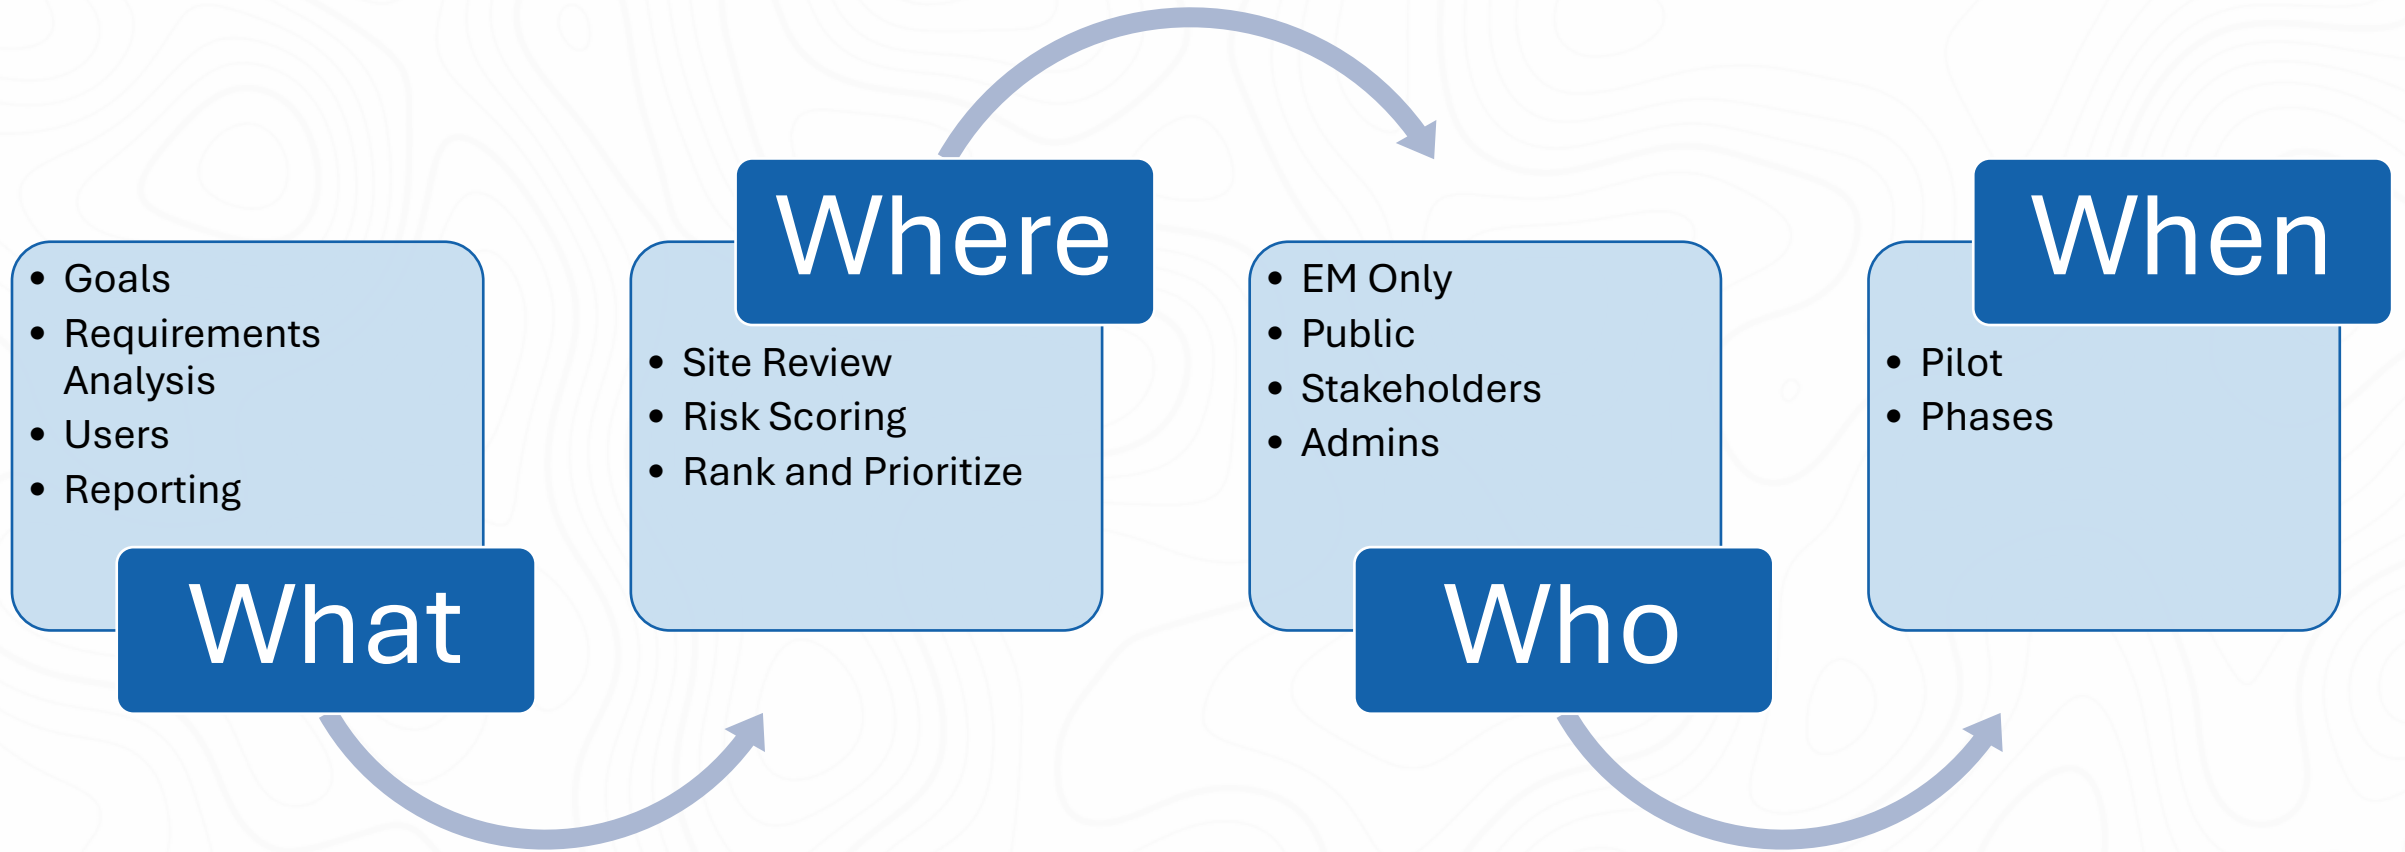 • Goals
• Requirements
Analysis
• Users
• Reporting
What
Where
• Site Review
• Risk Scoring
• Rank and Prioritize
• EM Only
• Public
• Stakeholders
• Admins
Who
When
• Pilot
• Phases